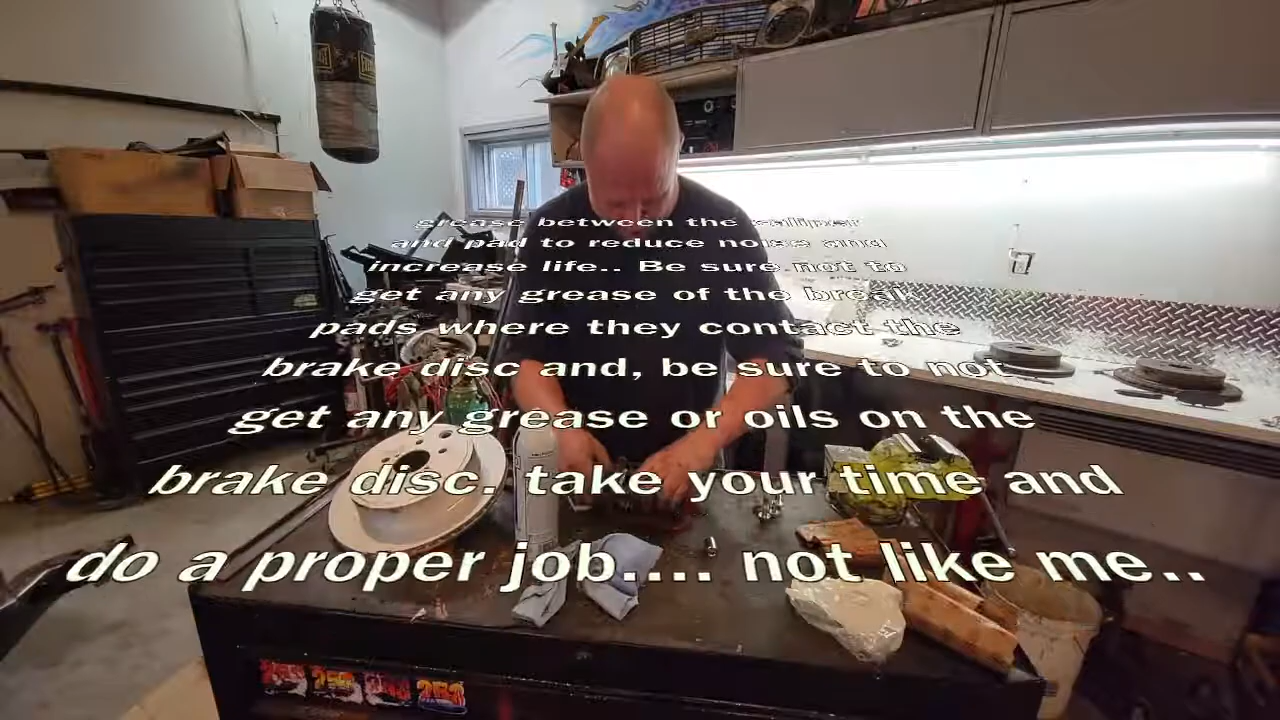 grease between the caliper
and pad to reduce noise and
increase life.. Be sure not to
get any grease of the break
pads where they contact the
brake disc and, be sure to not
get any grease or oils on the
brake disc. take your time and
do a proper job.... not like me..